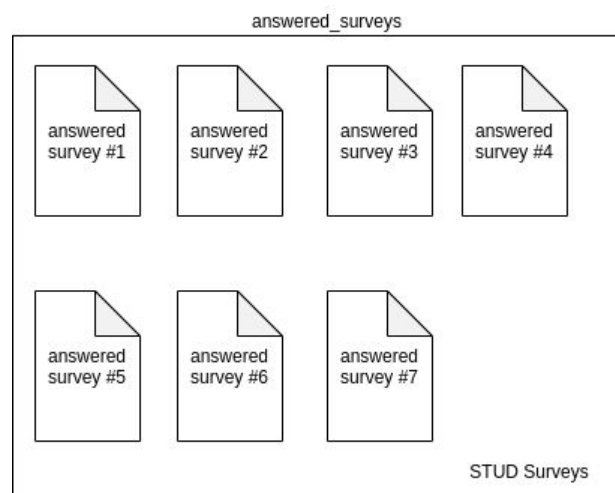 answered_surveys
answered
survey #1
answered
survey #2
answered
survey #3
answered
survey #4
answered
survey #5
answered
survey #6
answered
survey #7
STUD Surveys